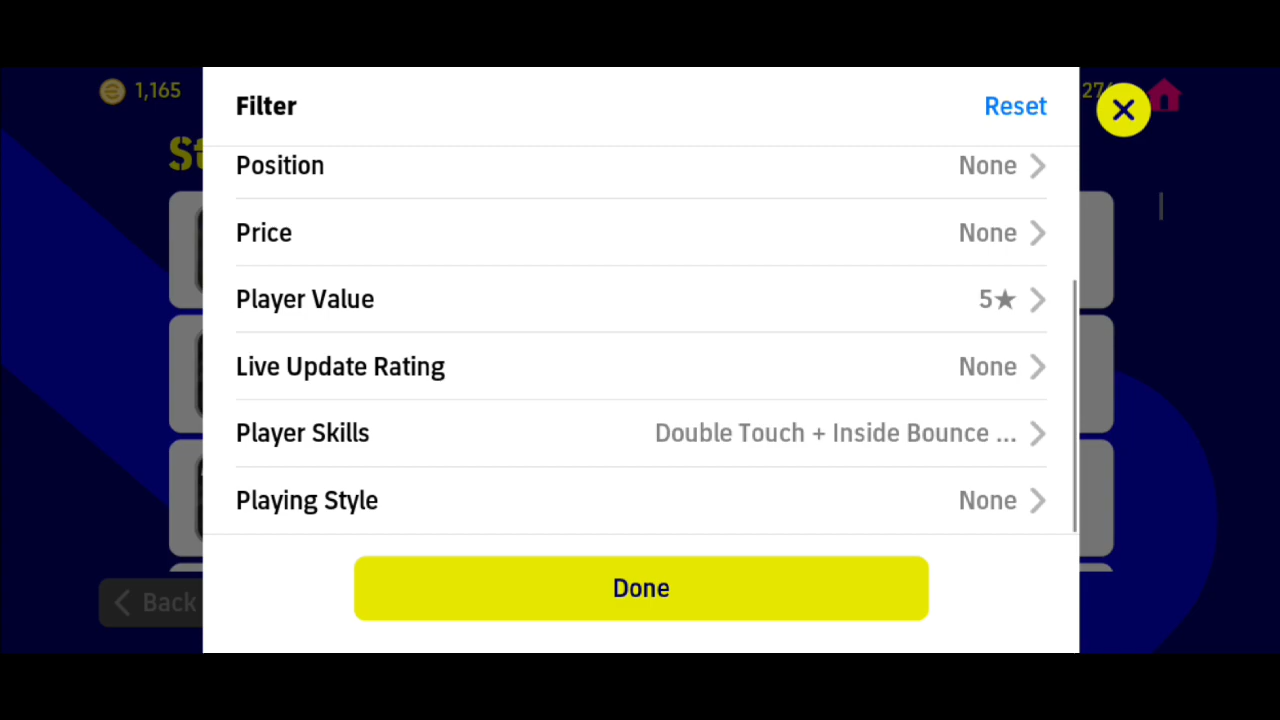 1,165
Filter
Reset
Position None
Price None
Player Value 5★
Live Update Rating None
Player Skills Double Touch + Inside Bounce ...
Playing Style None
Done
Back